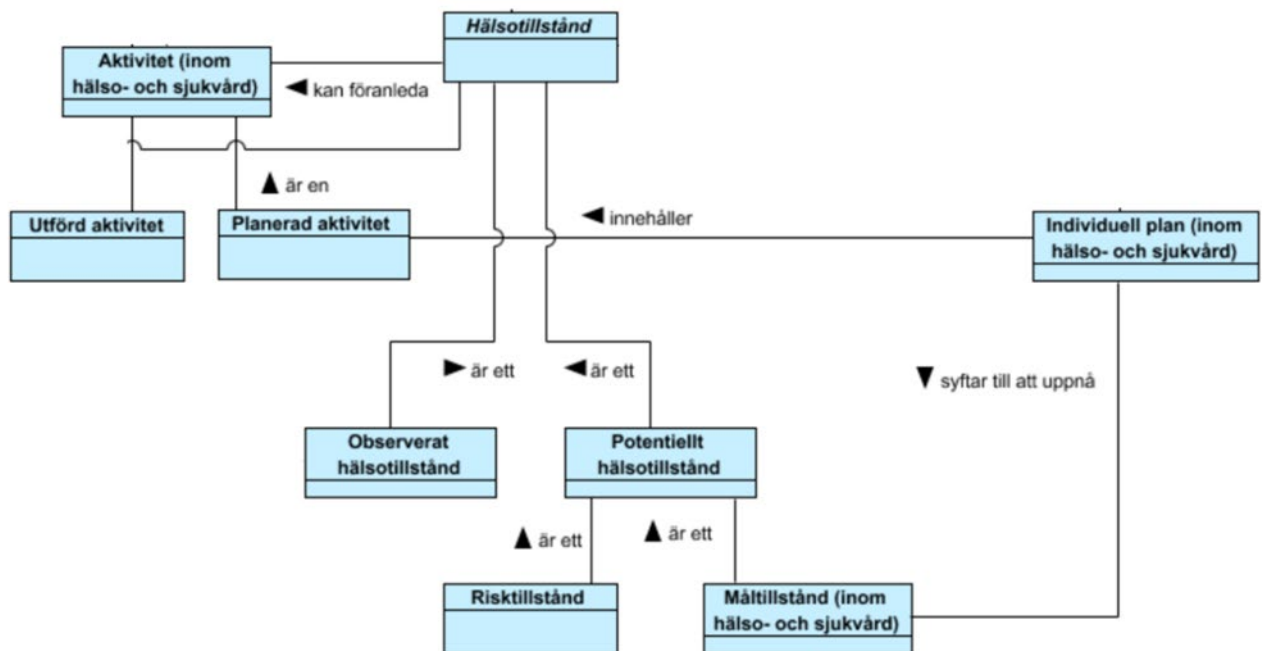 Hälsotillstånd
Aktivitet (inom
hälso- och sjukvård)
kan föranleda
är en
Utförd aktivitet
Planerad aktivitet
innehåller
Individuell plan (inom
hälso- och sjukvård)
är ett
är ett
syftar till att uppnå
Observerat
hälsotillstånd
Potentiellt
hälsotillstånd
är ett
är ett
Risktillstånd
Måltillstånd (inom
hälso- och sjukvård)